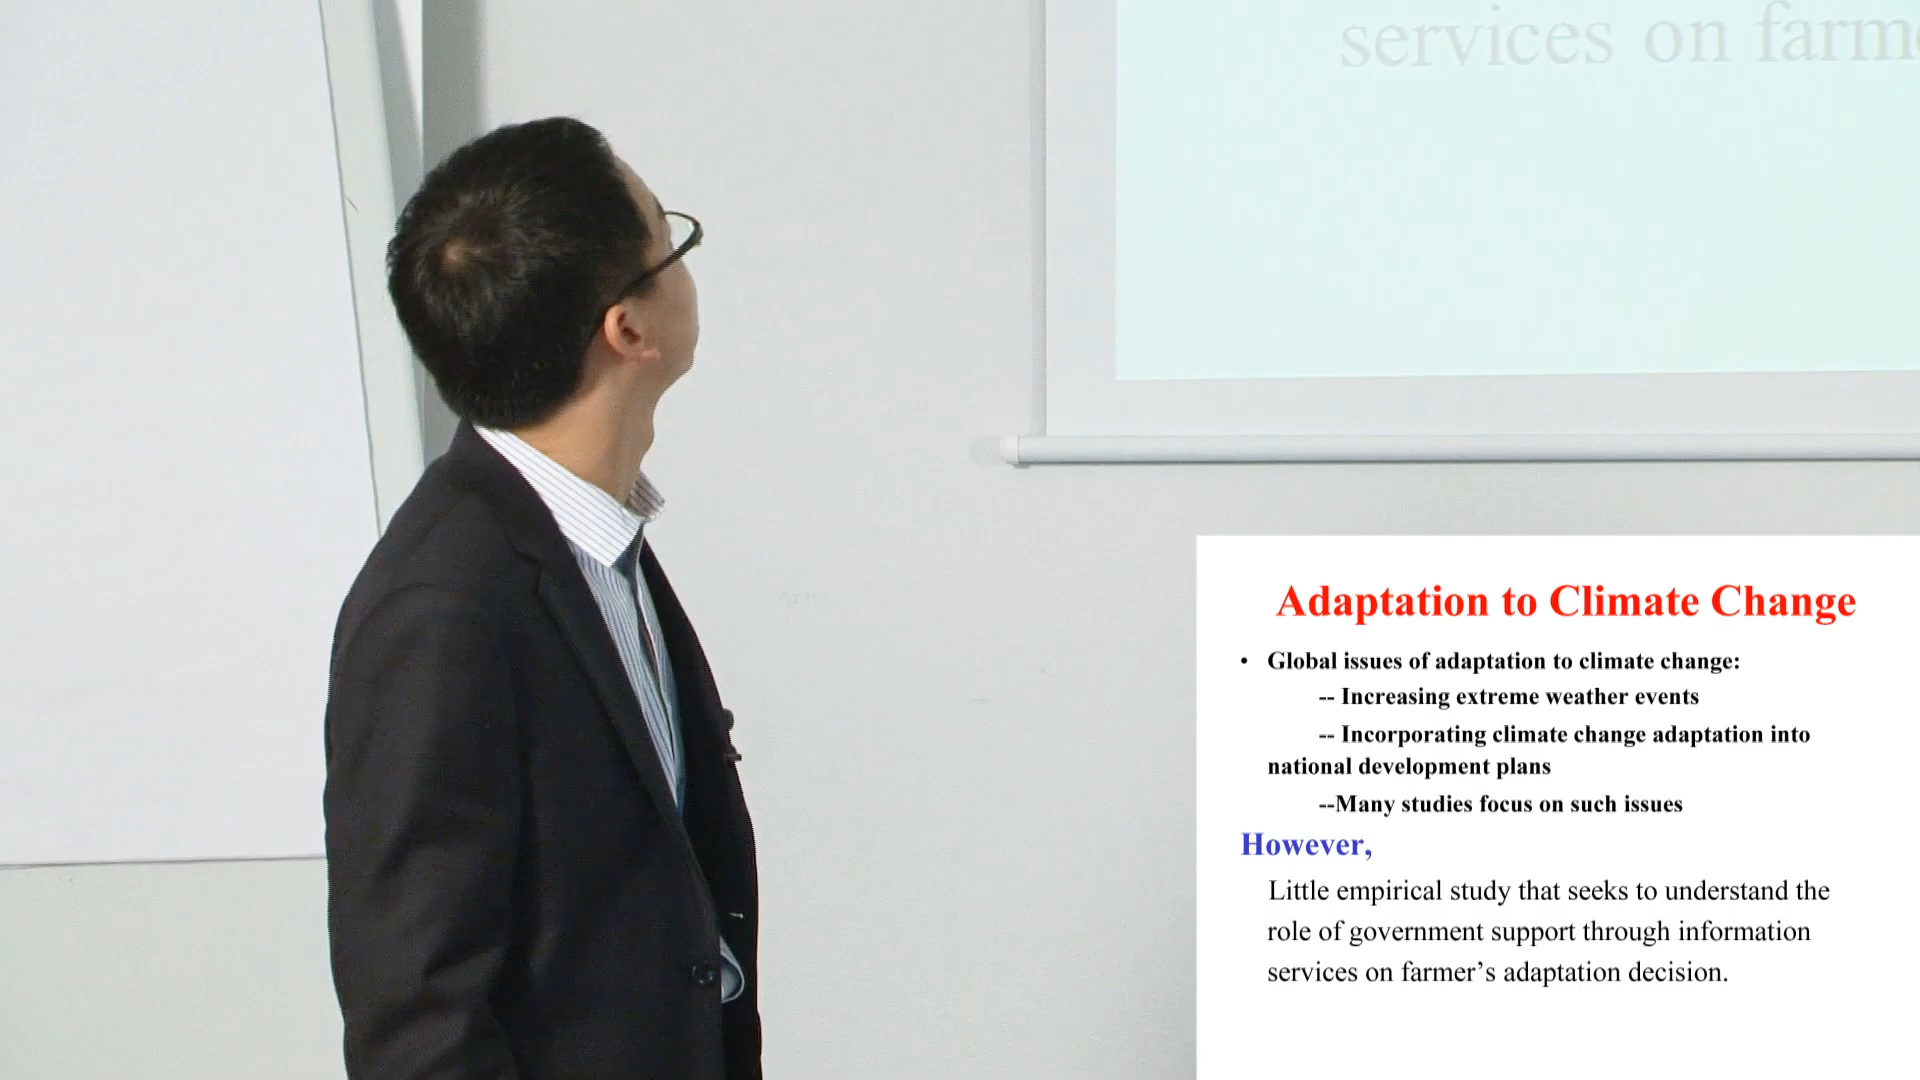 services on farme
Adaptation to Climate Change
• Global issues of adaptation to climate change:
-- Increasing extreme weather events
-- Incorporating climate change adaptation into
national development plans
--Many studies focus on such issues
However,
Little empirical study that seeks to understand the
role of government support through information
services on farmer’s adaptation decision.